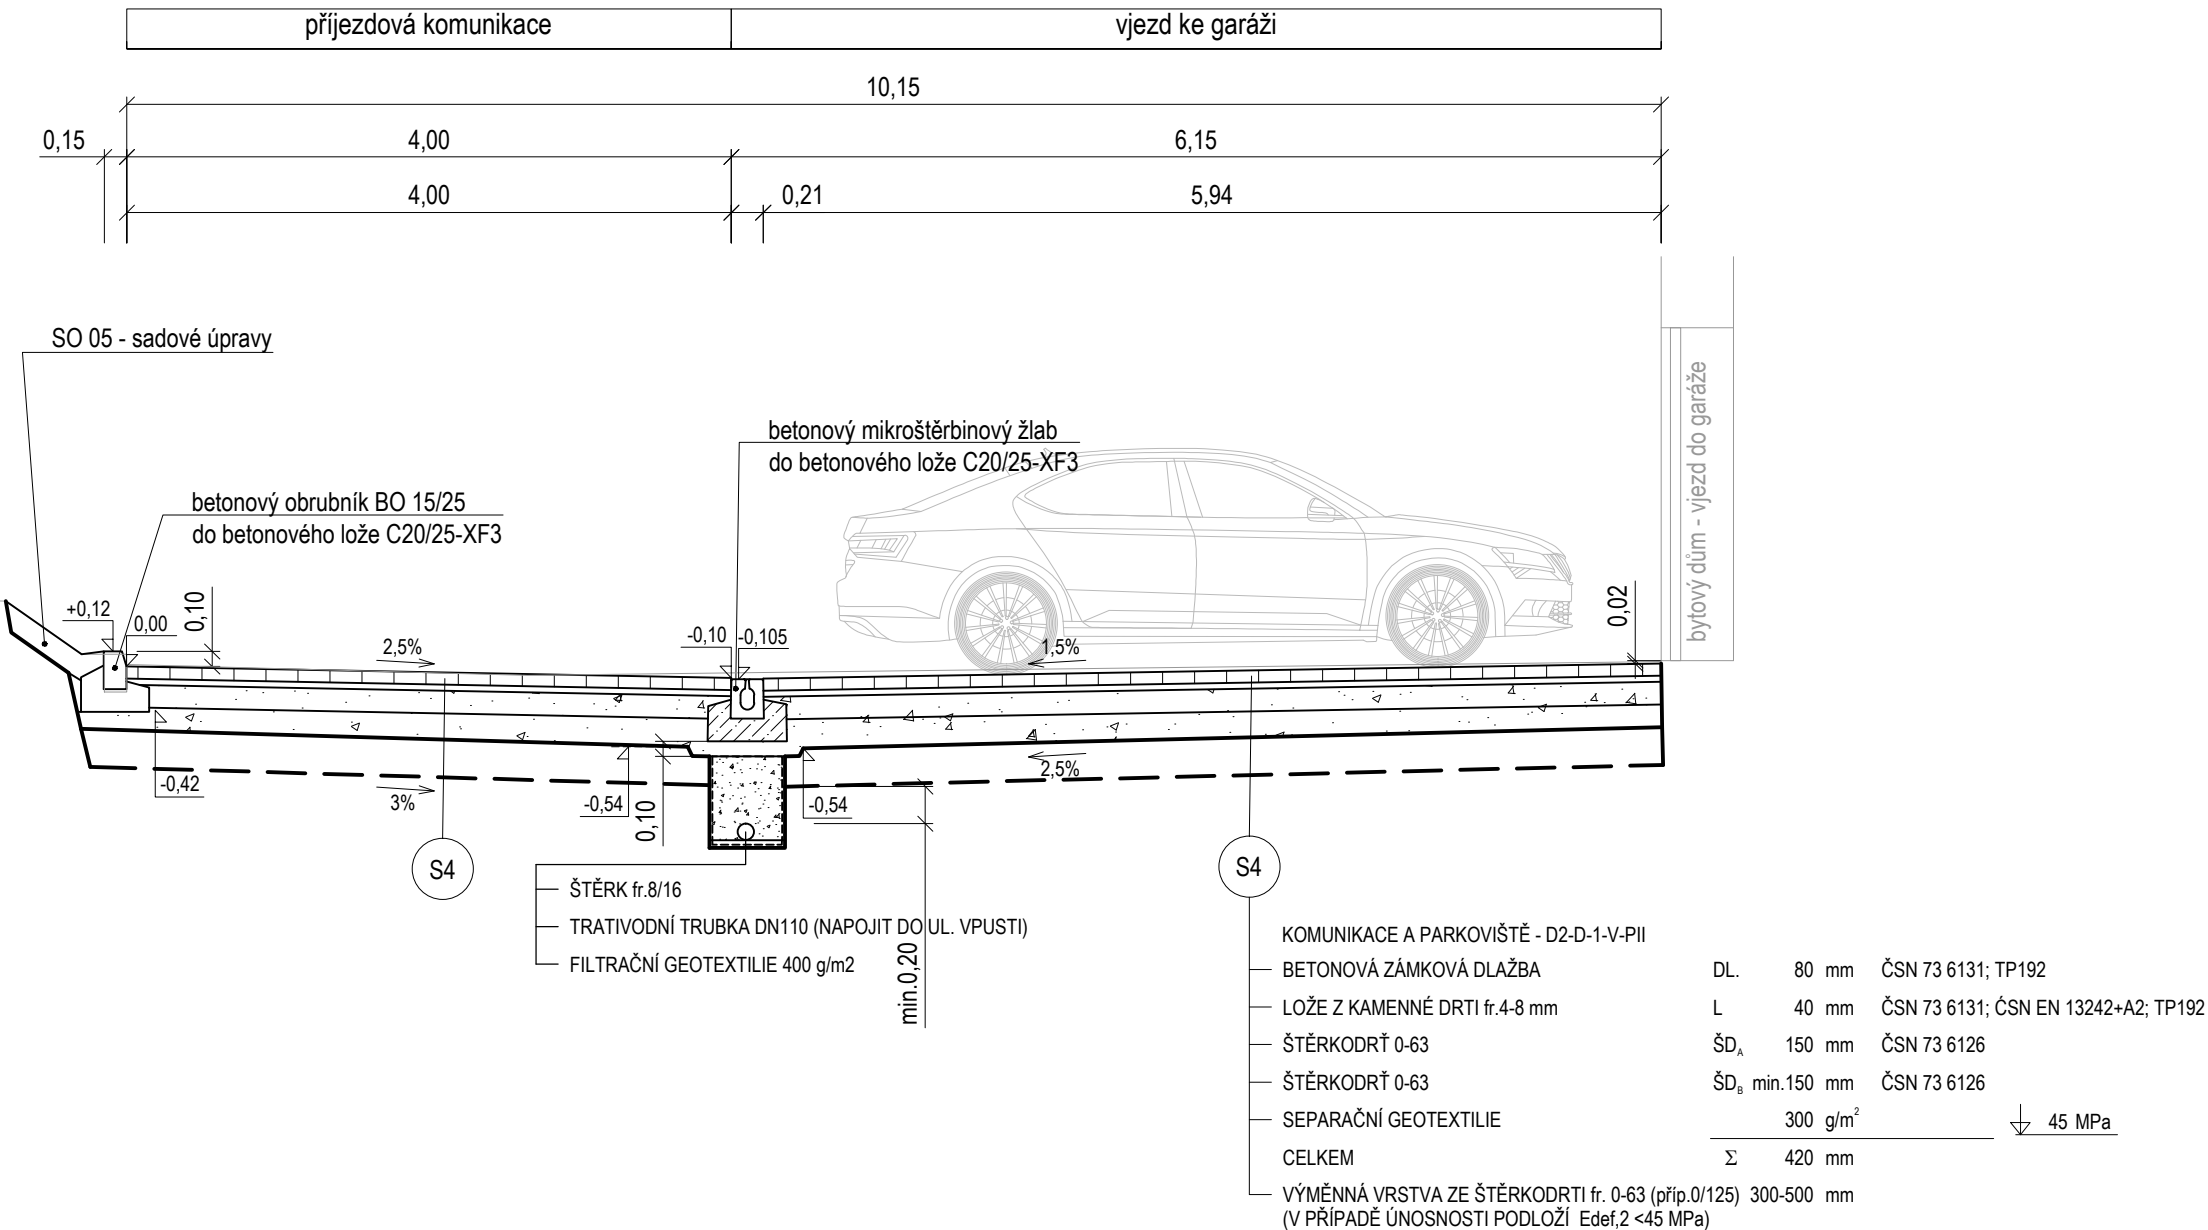 příjezdová komunikace
vjezd ke garáži
10,15
0,15
4,00
6,15
4,00
0,21
5,94
SO 05 - sadové úpravy
betonový mikroštěrbinový žlab
do betonového lože C20/25-XF3
betonový obrubník BO 15/25
do betonového lože C20/25-XF3
bytový dům - vjezd do garáže
+0,12
0,00
0,10
2,5%
-0,10
-0,105
1,5%
0,02
-0,42
3%
-0,54
0,10
-0,54
2,5%
min.0,20
S4
S4
ŠTĚRK fr.8/16
TRATIVODNÍ TRUBKA DN110 (NAPOJIT DO UL. VPUSTI)
FILTRAČNÍ GEOTEXTILIE 400 g/m2
KOMUNIKACE A PARKOVIŠTĚ - D2-D-1-V-PII
BETONOVÁ ZÁMKOVÁ DLAŽBA DL. 80 mm ČSN 73 6131; TP192
LOŽE Z KAMENNÉ DRTI fr.4-8 mm L 40 mm ČSN 73 6131; ĆSN EN 13242+A2; TP192
ŠTĚRKODRŤ 0-63 ŠDA 150 mm ČSN 73 6126
ŠTĚRKODRŤ 0-63 ŠDB min.150 mm ČSN 73 6126
SEPARAČNÍ GEOTEXTILIE 300 g/m² 45 MPa
CELKEM Σ 420 mm
VÝMĚNNÁ VRSTVA ZE ŠTĚRKODRTI fr. 0-63 (příp.0/125) 300-500 mm
(V PŘÍPADĚ ÚNOSNOSTI PODLOŽÍ Edef,2 <45 MPa)